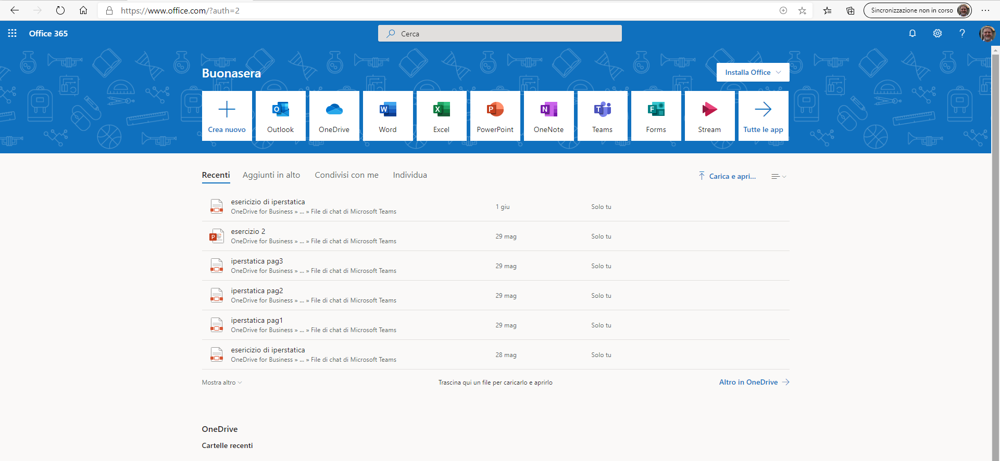 https://www.office.com/?auth=2
Sincronizzazione non in corso
Office 365
Cerca
Buonasera
Installa Office
Crea nuovo
Outlook
OneDrive
Word
Excel
PowerPoint
OneNote
Teams
Forms
Stream
Tutte le app
Recenti
Aggiunti in alto
Condivisi con me
Individua
Carica e apri...
esericizio di iperstatica
OneDrive for Business » ... » File di chat di Microsoft Teams
1 giu
Solo tu
esercizio 2
OneDrive for Business » ... » File di chat di Microsoft Teams
29 mag
Solo tu
iperstatica pag3
OneDrive for Business » ... » File di chat di Microsoft Teams
29 mag
Solo tu
iperstatica pag2
OneDrive for Business » ... » File di chat di Microsoft Teams
29 mag
Solo tu
iperstatica pag1
OneDrive for Business » ... » File di chat di Microsoft Teams
29 mag
Solo tu
esericizio di iperstatica
OneDrive for Business » ... » File di chat di Microsoft Teams
28 mag
Solo tu
Mostra altro
Trascina qui un file per caricarlo e aprirlo
Altro in OneDrive
OneDrive
Cartelle recenti